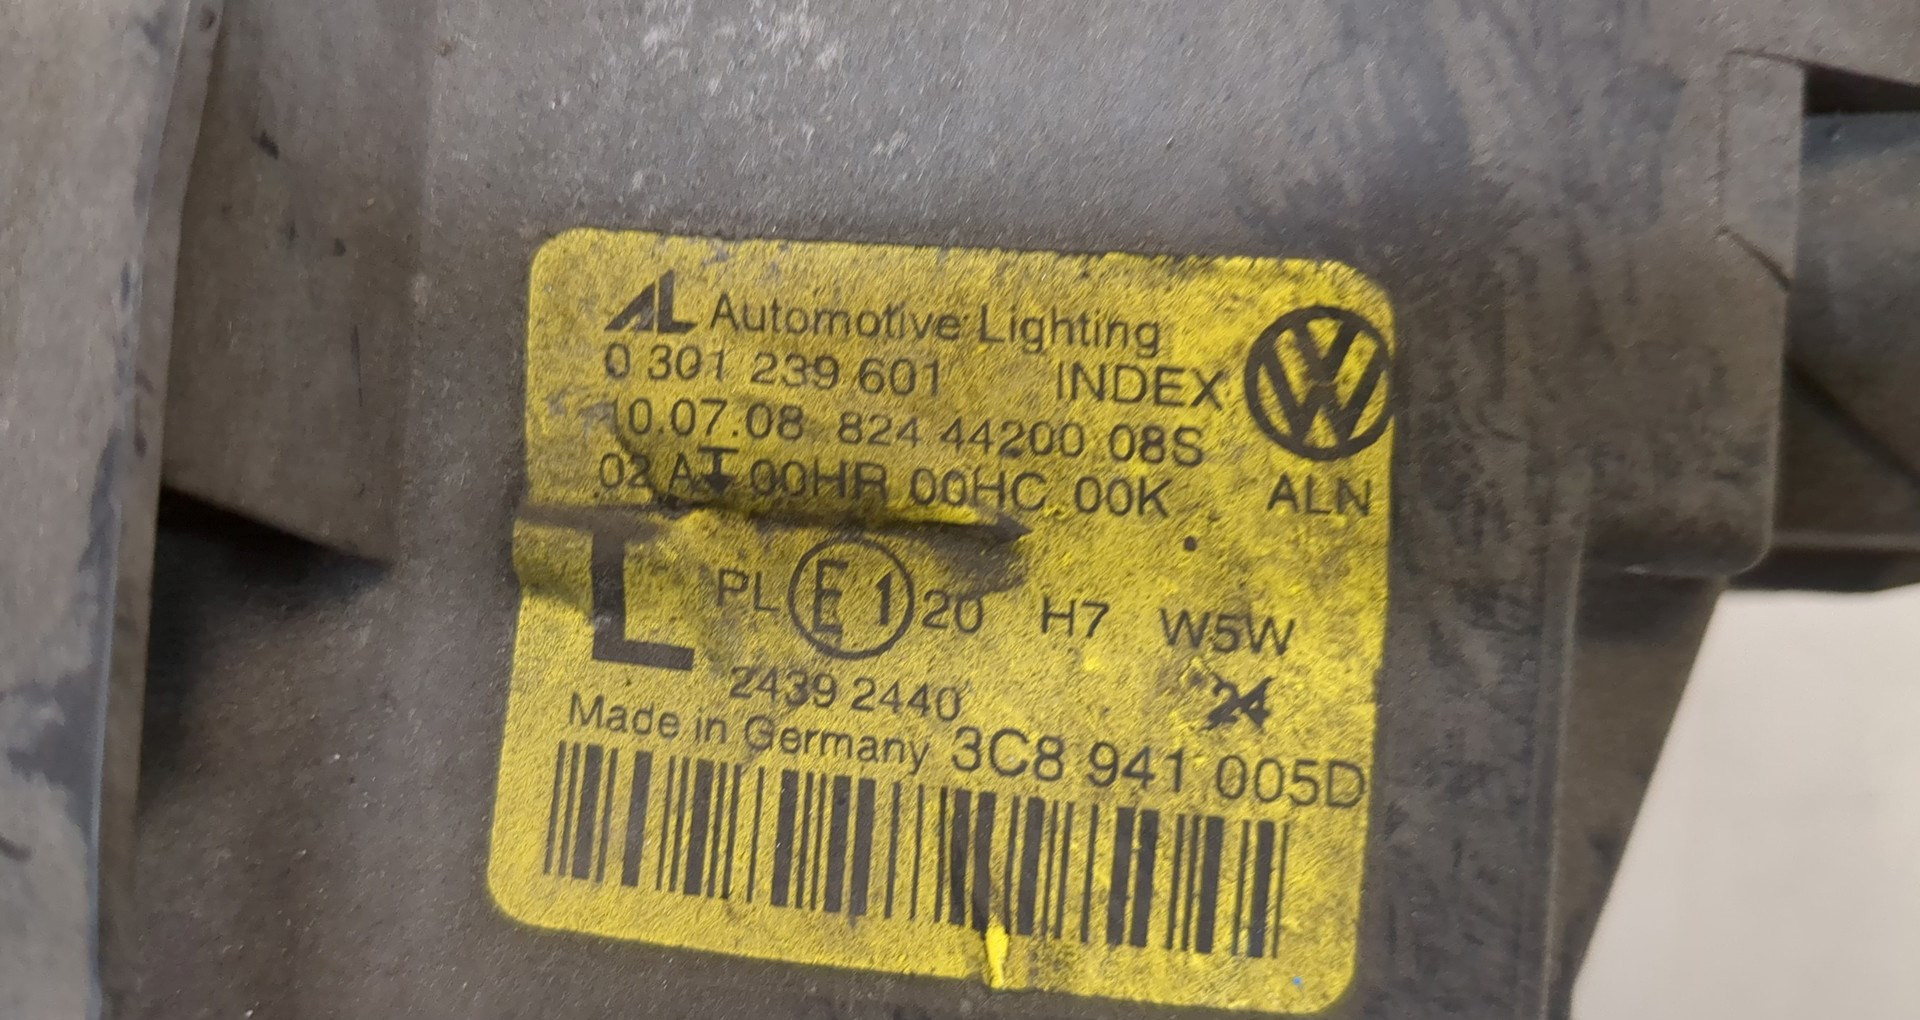 AL Automotive Lighting
0 301 239 601 INDEX
10.07.08 824 44200 08S
02 A 00HR 00HC 00K ALN
L PL E1 20 H7 W5W
2439 2440 24
Made in Germany 3C8 941 005D